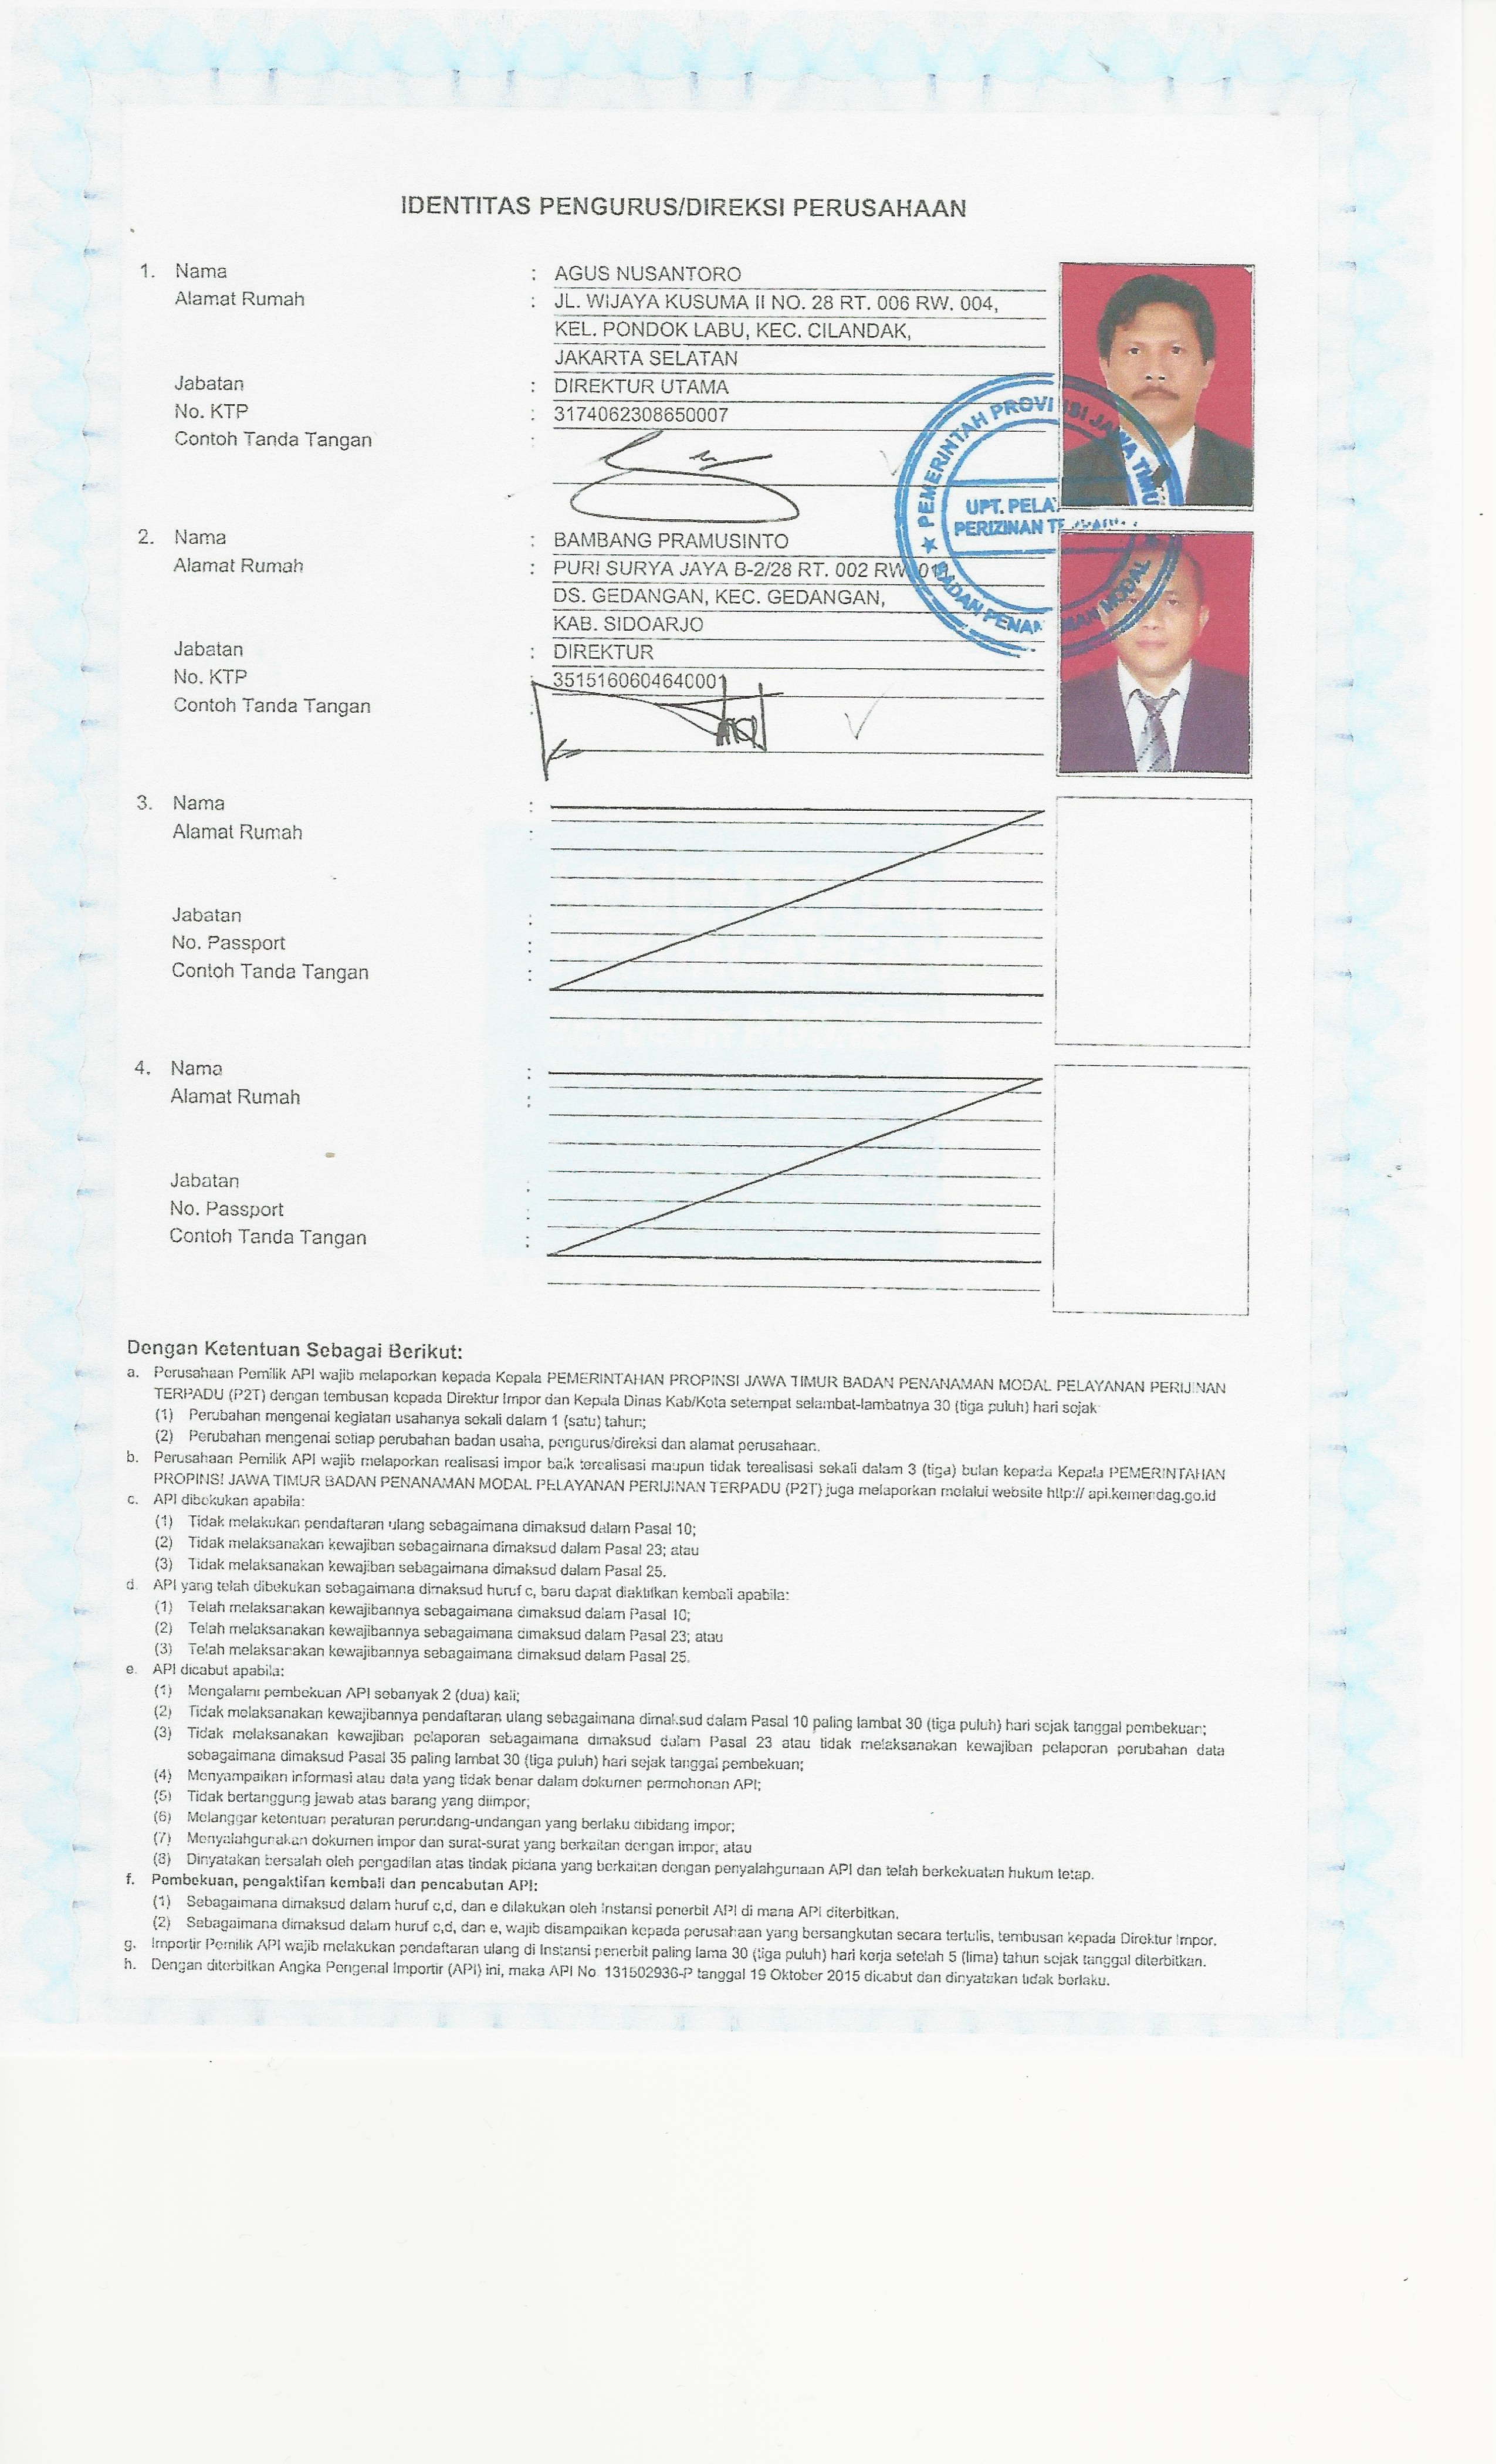 IDENTITAS PENGURUS/DIREKSI PERUSAHAAN
1. Nama : AGUS NUSANTORO
Alamat Rumah : JL. WIJAYA KUSUMA II NO. 28 RT. 006 RW. 004,
KEL. PONDOK LABU, KEC. CILANDAK,
JAKARTA SELATAN
Jabatan : DIREKTUR UTAMA
No. KTP : 3174062308650007
Contoh Tanda Tangan :
PEMERINTAH PROVINSI JAWA TIMU
UPT. PELA
PERIZINAN
BADAN PENANAMAN MODAL
2. Nama : BAMBANG PRAMUSINTO
Alamat Rumah : PURI SURYA JAYA B-2/28 RT. 002 RW
DS. GEDANGAN, KEC. GEDANGAN,
KAB. SIDOARJO
Jabatan : DIREKTUR
No. KTP : 3515160604640001
Contoh Tanda Tangan :
3. Nama :
Alamat Rumah :
Jabatan :
No. Passport :
Contoh Tanda Tangan :
4. Nama :
Alamat Rumah :
Jabatan :
No. Passport :
Contoh Tanda Tangan :
Dengan Ketentuan Sebagai Berikut:
a. Perusahaan Pemilik API wajib melaporkan kepada Kepala PEMERINTAHAN PROPINSI JAWA TIMUR BADAN PENANAMAN MODAL PELAYANAN PERIJINAN
TERPADU (P2T) dengan tembusan kepada Direktur Impor dan Kepala Dinas Kab/Kota setempat selambat-lambatnya 30 (tiga puluh) hari sejak
(1) Perubahan mengenai kegiatan usahanya sekali dalam 1 (satu) tahun;
(2) Perubahan mengenai setiap perubahan badan usaha, pengurus/direksi dan alamat perusahaan.
b. Perusahaan Pemilik API wajib melaporkan realisasi impor baik terealisasi maupun tidak terealisasi sekali dalam 3 (tiga) bulan kepada Kepala PEMERINTAHAN
PROPINSI JAWA TIMUR BADAN PENANAMAN MODAL PELAYANAN PERIJINAN TERPADU (P2T) juga melaporkan melalui website http:// api.kemendag.go.id
c. API dibekukan apabila:
(1) Tidak melakukan pendaftaran ulang sebagaimana dimaksud dalam Pasal 10;
(2) Tidak melaksanakan kewajiban sebagaimana dimaksud dalam Pasal 23; atau
(3) Tidak melaksanakan kewajiban sebagaimana dimaksud dalam Pasal 25.
d. API yang telah dibekukan sebagaimana dimaksud huruf c, baru dapat diaktifkan kembali apabila:
(1) Telah melaksanakan kewajibannya sebagaimana dimaksud dalam Pasal 10;
(2) Telah melaksanakan kewajibannya sebagaimana dimaksud dalam Pasal 23; atau
(3) Telah melaksanakan kewajibannya sebagaimana dimaksud dalam Pasal 25.
e. API dicabut apabila:
(1) Mengalami pembekuan API sebanyak 2 (dua) kali;
(2) Tidak melaksanakan kewajibannya pendaftaran ulang sebagaimana dimaksud dalam Pasal 10 paling lambat 30 (tiga puluh) hari sejak tanggal pembekuan;
(3) Tidak melaksanakan kewajiban pelaporan sebagaimana dimaksud dalam Pasal 23 atau tidak melaksanakan kewajiban pelaporan perubahan data
sebagaimana dimaksud Pasal 35 paling lambat 30 (tiga puluh) hari sejak tanggal pembekuan;
(4) Menyampaikan informasi atau data yang tidak benar dalam dokumen permohonan API;
(5) Tidak bertanggung jawab atas barang yang diimpor;
(6) Melanggar ketentuan peraturan perundang-undangan yang berlaku dibidang impor;
(7) Menyalahgunakan dokumen impor dan surat-surat yang berkaitan dengan impor; atau
(8) Dinyatakan bersalah oleh pengadilan atas tindak pidana yang berkaitan dengan penyalahgunaan API dan telah berkekuatan hukum tetap.
f. Pembekuan, pengaktifan kembali dan pencabutan API:
(1) Sebagaimana dimaksud dalam huruf c,d, dan e dilakukan oleh Instansi penerbit API di mana API diterbitkan.
(2) Sebagaimana dimaksud dalam huruf c,d, dan e, wajib disampaikan kepada perusahaan yang bersangkutan secara tertulis, tembusan kepada Direktur Impor.
g. Importir Pemilik API wajib melakukan pendaftaran ulang di Instansi penerbit paling lama 30 (tiga puluh) hari kerja setelah 5 (lima) tahun sejak tanggal diterbitkan.
h. Dengan diterbitkan Angka Pengenal Importir (API) ini, maka API No. 131502936-P tanggal 19 Oktober 2015 dicabut dan dinyatakan tidak berlaku.